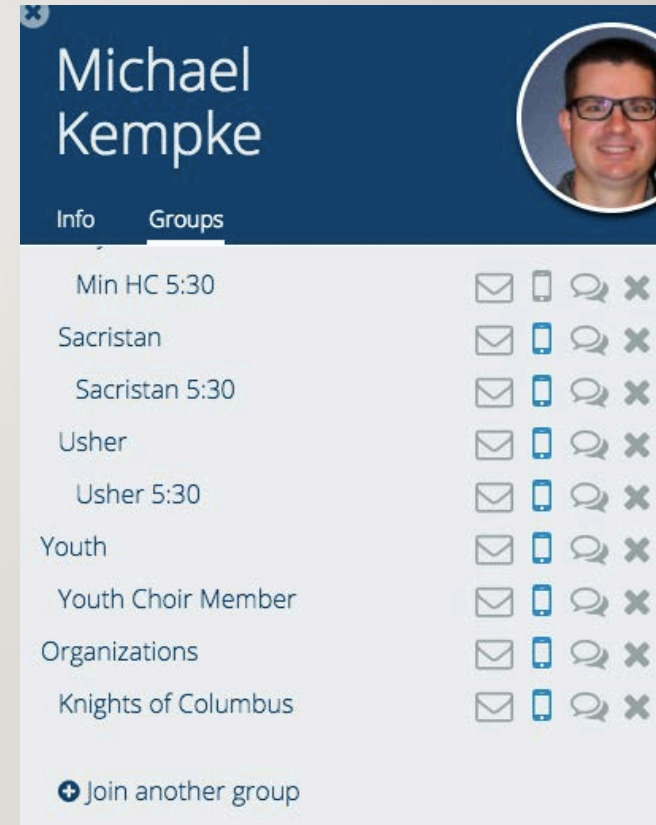 Michael
Kempke
Info Groups
Min HC 5:30
Sacristan
Sacristan 5:30
Usher
Usher 5:30
Youth
Youth Choir Member
Organizations
Knights of Columbus
Join another group